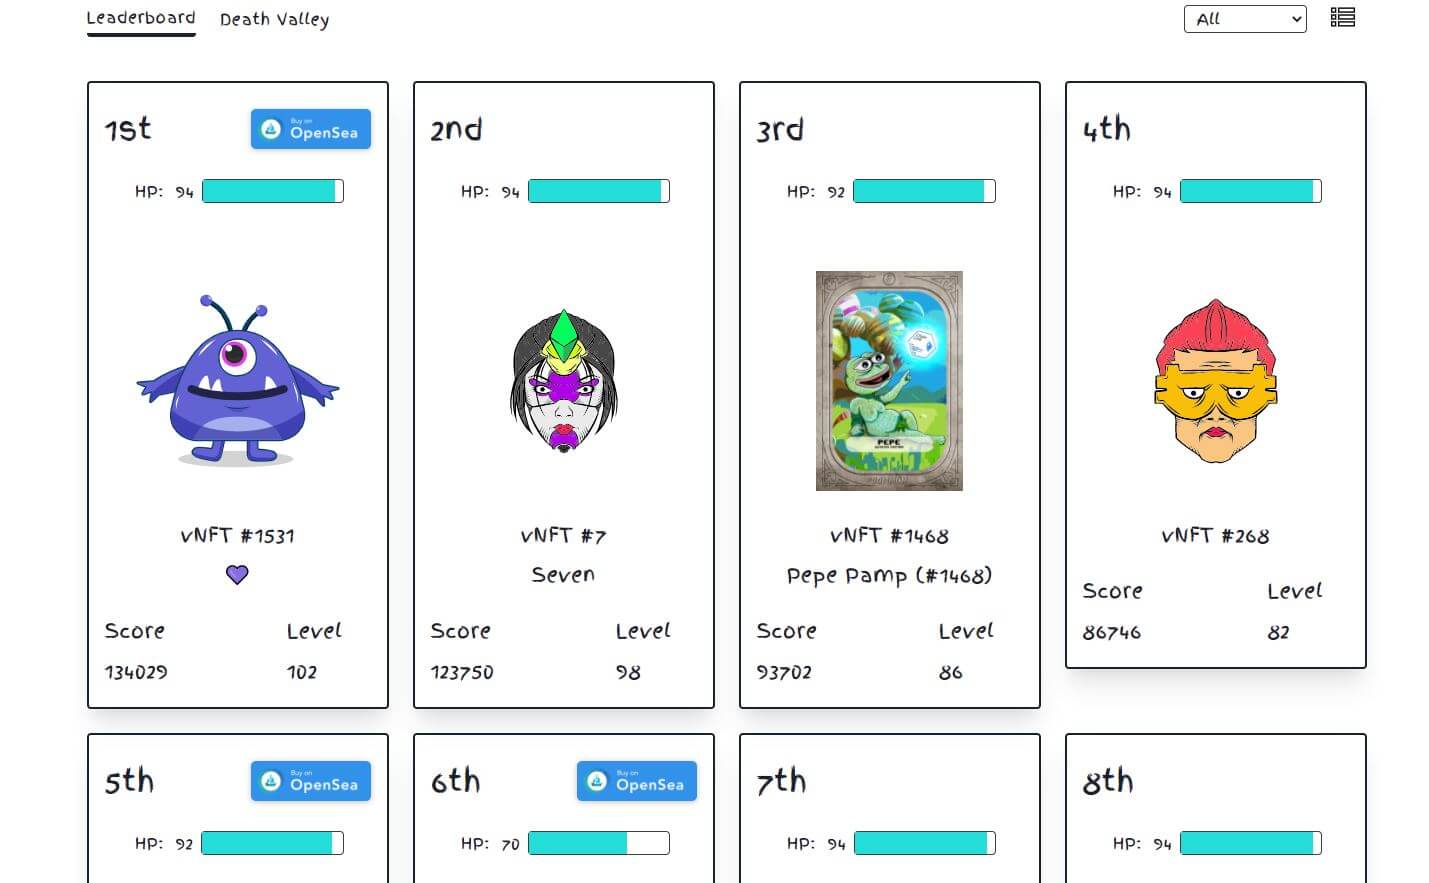 Leaderboard
Death Valley
All
1st
Buy on
OpenSea
HP: 94
vNFT #1531
Score
Level
134029
102
2nd
HP: 94
vNFT #7
Seven
Score
Level
123750
98
3rd
HP: 92
PEPE
vNFT #1468
Pepe Pamp (#1468)
Score
Level
93702
86
4th
HP: 94
vNFT #268
Score
Level
86746
82
5th
Buy on
OpenSea
HP: 92
6th
Buy on
OpenSea
HP: 70
7th
HP: 94
8th
HP: 94